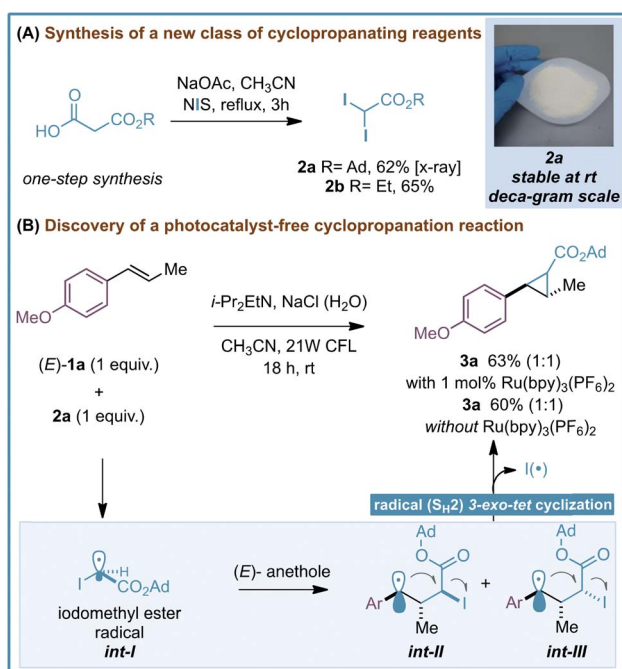 (A) Synthesis of a new class of cyclopropanating reagents
NaOAc, CH3CN
NIS, reflux, 3h
O
HO
CO2R
I
CO2R
I
one-step synthesis
2a R= Ad, 62% [x-ray]
2b R= Et, 65%
2a
stable at rt
deca-gram scale
(B) Discovery of a photocatalyst-free cyclopropanation reaction
Me
MeO
(E)-1a (1 equiv.)
+
2a (1 equiv.)
i-Pr2EtN, NaCl (H2O)
CH3CN, 21W CFL
18 h, rt
CO2Ad
Me
MeO
3a 63% (1:1)
with 1 mol% Ru(bpy)3(PF6)2
3a 60% (1:1)
without Ru(bpy)3(PF6)2
I(•)
radical (SH2) 3-exo-tet cyclization
I
H
CO2Ad
iodomethyl ester
radical
int-I
(E)- anethole
Ad
O
O
Ar
I
Me
int-II
+
Ad
O
O
Ar
I
Me
int-III